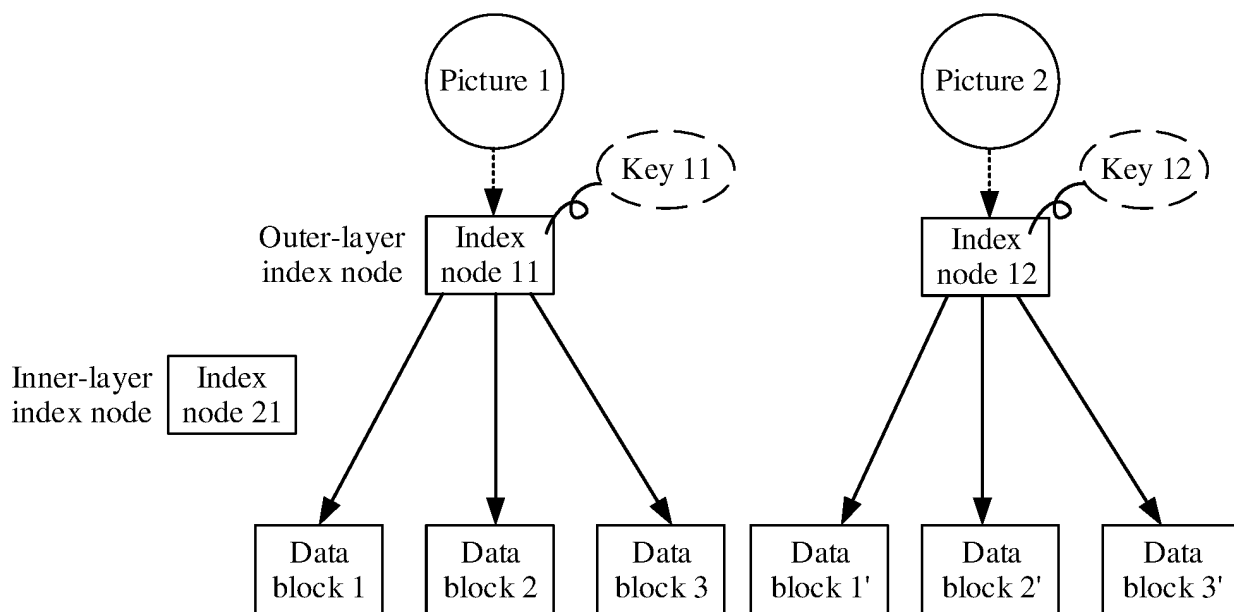 Picture 1
Picture 2
Key 11
Key 12
Outer-layer
index node
Index
node 11
Index
node 12
Inner-layer
index node
Index
node 21
Data
block 1
Data
block 2
Data
block 3
Data
block 1'
Data
block 2'
Data
block 3'